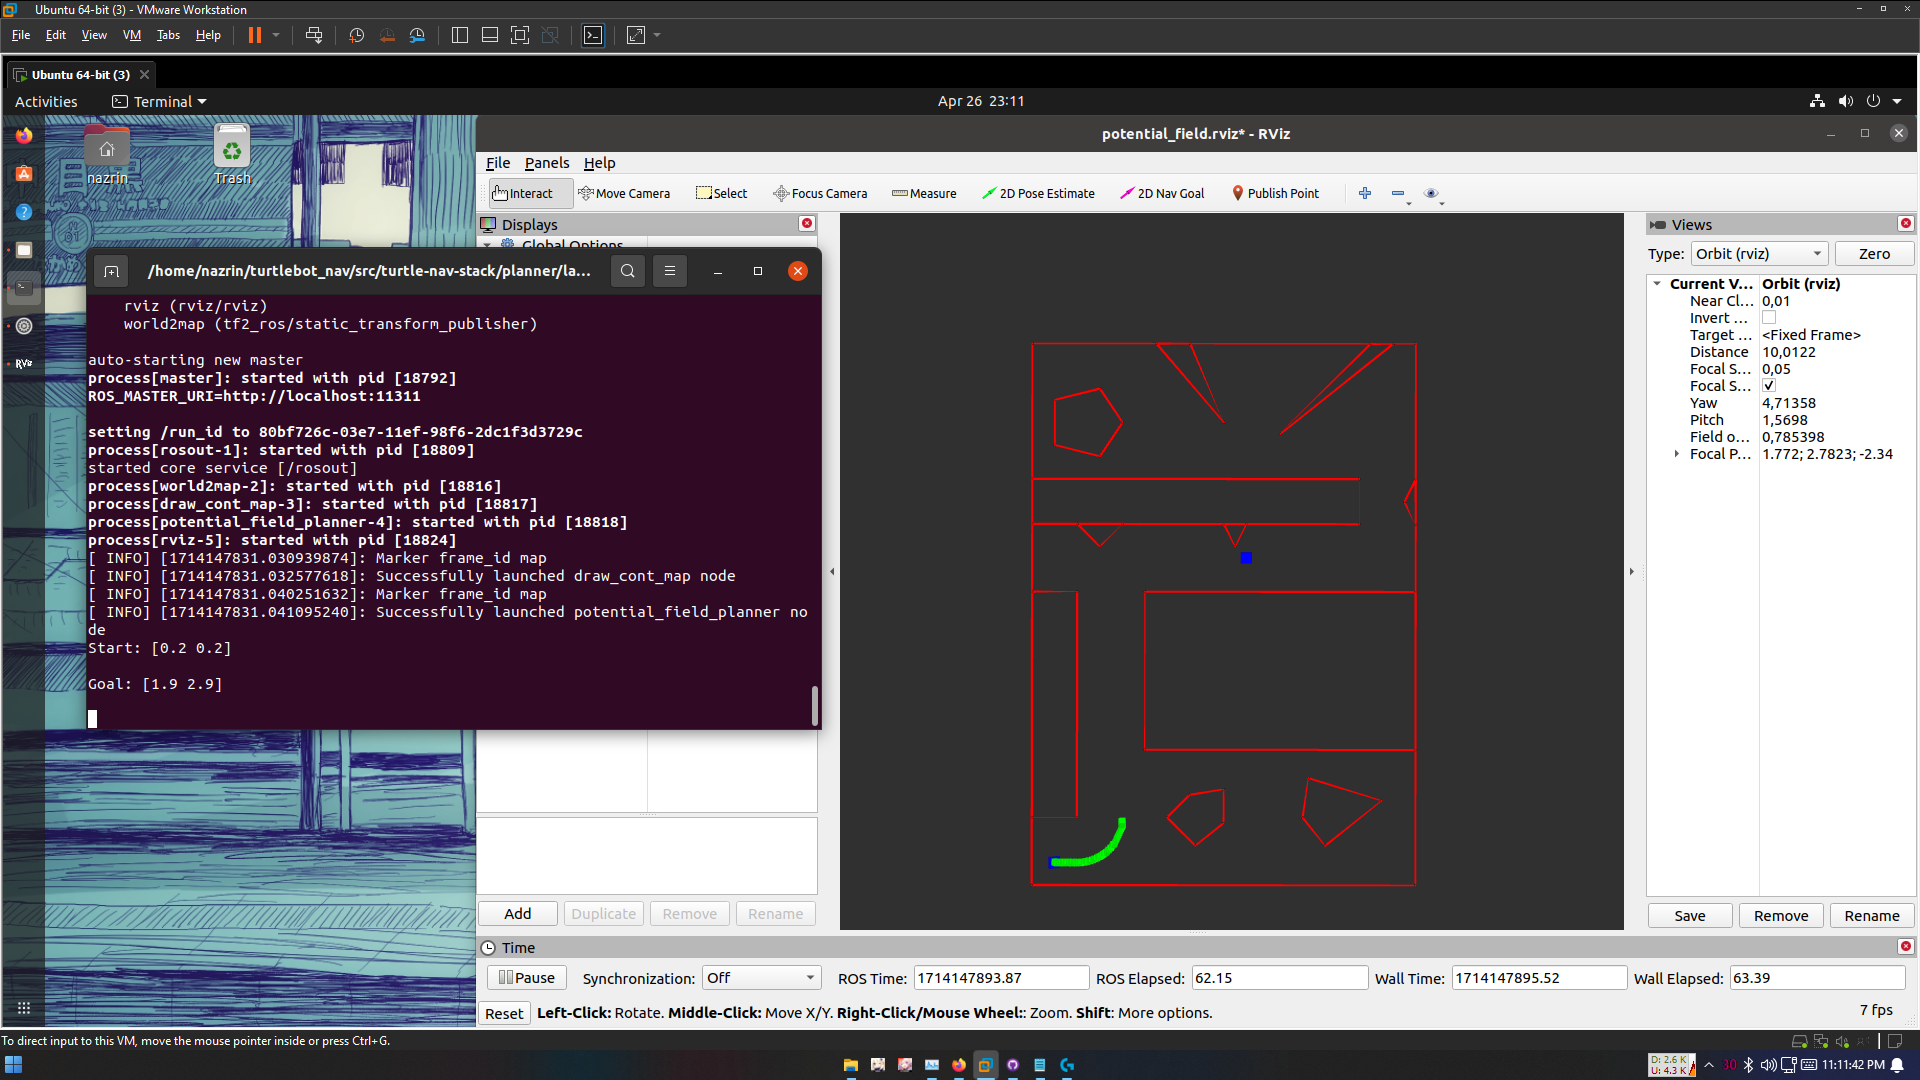 Ubuntu 64-bit (3) - VMware Workstation
File Edit View VM Tabs Help
Ubuntu 64-bit (3)
Activities Terminal Apr 26 23:11
nazrin
Trash
potential_field.rviz* - RViz
File Panels Help
Interact Move Camera Select Focus Camera Measure 2D Pose Estimate 2D Nav Goal Publish Point
Displays
Global Options
/home/nazrin/turtlebot_nav/src/turtle-nav-stack/planner/la...
rviz (rviz/rviz)
world2map (tf2_ros/static_transform_publisher)
auto-starting new master
process[master]: started with pid [18792]
ROS_MASTER_URI=http://localhost:11311
setting /run_id to 80bf726c-03e7-11ef-98f6-2dc1f3d3729c
process[rosout-1]: started with pid [18809]
started core service [/rosout]
process[world2map-2]: started with pid [18816]
process[draw_cont_map-3]: started with pid [18817]
process[potential_field_planner-4]: started with pid [18818]
process[rviz-5]: started with pid [18824]
[ INFO] [1714147831.030939874]: Marker frame_id map
[ INFO] [1714147831.032577618]: Successfully launched draw_cont_map node
[ INFO] [1714147831.040251632]: Marker frame_id map
[ INFO] [1714147831.041095240]: Successfully launched potential_field_planner no
de
Start: [0.2 0.2]
Goal: [1.9 2.9]
RViz
Add Duplicate Remove Rename
Views
Type: Orbit (rviz) Zero
Current V... Orbit (rviz)
Near Cl... 0,01
Invert ...
Target ... <Fixed Frame>
Distance 10,0122
Focal S... 0,05
Focal S...
Yaw 4,71358
Pitch 1,5698
Field o... 0,785398
Focal P... 1.772; 2.7823; -2.34
Save Remove Rename
Time
Pause Synchronization: Off ROS Time: 1714147893.87 ROS Elapsed: 62.15 Wall Time: 1714147895.52 Wall Elapsed: 63.39
Reset Left-Click: Rotate. Middle-Click: Move X/Y. Right-Click/Mouse Wheel:: Zoom. Shift: More options. 7 fps
To direct input to this VM, move the mouse pointer inside or press Ctrl+G.
D: 2.6 K
U: 4.3 K
30
11:11:42 PM